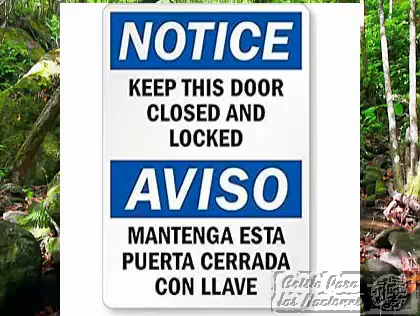 NOTICE
KEEP THIS DOOR
CLOSED AND
LOCKED
AVISO
MANTENGA ESTA
PUERTA CERRADA
CON LLAVE